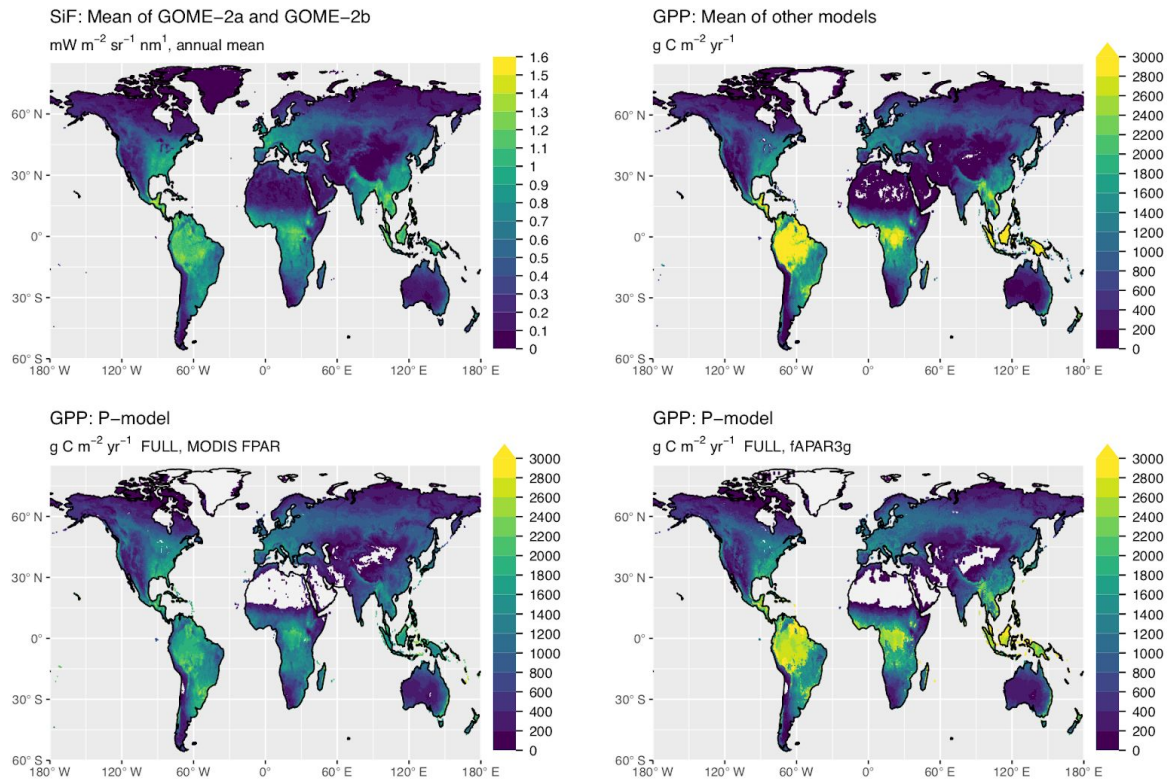 SiF: Mean of GOME−2a and GOME−2b
mW m⁻² sr⁻¹ nm¹, annual mean
1.6
1.5
1.4
1.3
1.2
1.1
1
0.9
0.8
0.7
0.6
0.5
0.4
0.3
0.2
0.1
0
60° N
30° N
0°
30° S
60° S
180° W 120° W 60° W 0° 60° E 120° E 180° E
GPP: Mean of other models
g C m⁻² yr⁻¹
3000
2800
2600
2400
2200
2000
1800
1600
1400
1200
1000
800
600
400
200
0
60° N
30° N
0°
30° S
60° S
180° W 120° W 60° W 0° 60° E 120° E 180° E
GPP: P−model
g C m⁻² yr⁻¹ FULL, MODIS FPAR
3000
2800
2600
2400
2200
2000
1800
1600
1400
1200
1000
800
600
400
200
0
60° N
30° N
0°
30° S
60° S
180° W 120° W 60° W 0° 60° E 120° E 180° E
GPP: P−model
g C m⁻² yr⁻¹ FULL, fAPAR3g
3000
2800
2600
2400
2200
2000
1800
1600
1400
1200
1000
800
600
400
200
0
60° N
30° N
0°
30° S
60° S
180° W 120° W 60° W 0° 60° E 120° E 180° E